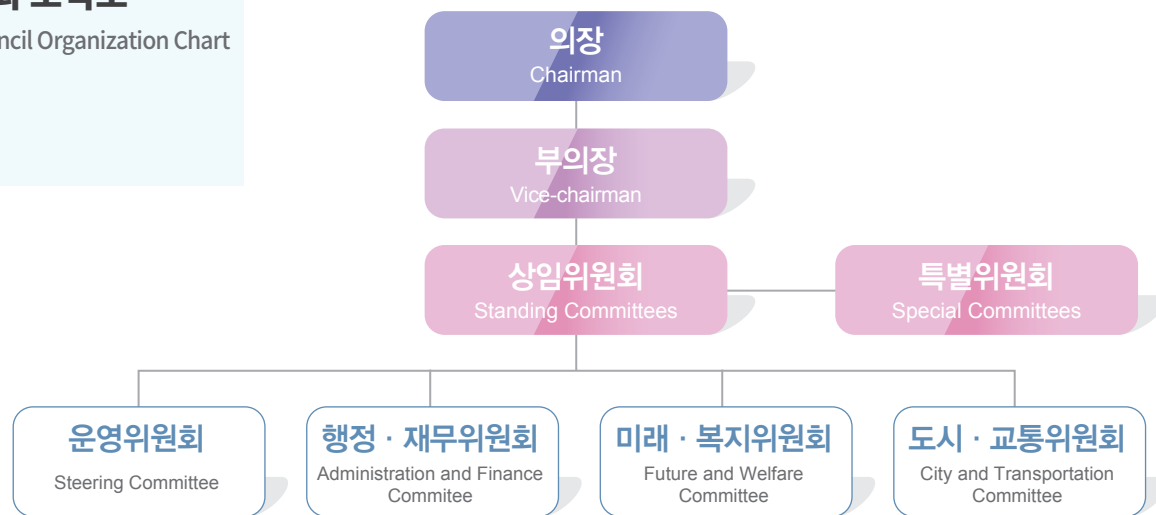 Organization Chart
의장
Chairman
부의장
Vice-chairman
상임위원회
Standing Committees
특별위원회
Special Committees
운영위원회
Steering Committee
행정 · 재무위원회
Administration and Finance
Commitee
미래 · 복지위원회
Future and Welfare
Committee
도시 · 교통위원회
City and Transportation
Committee